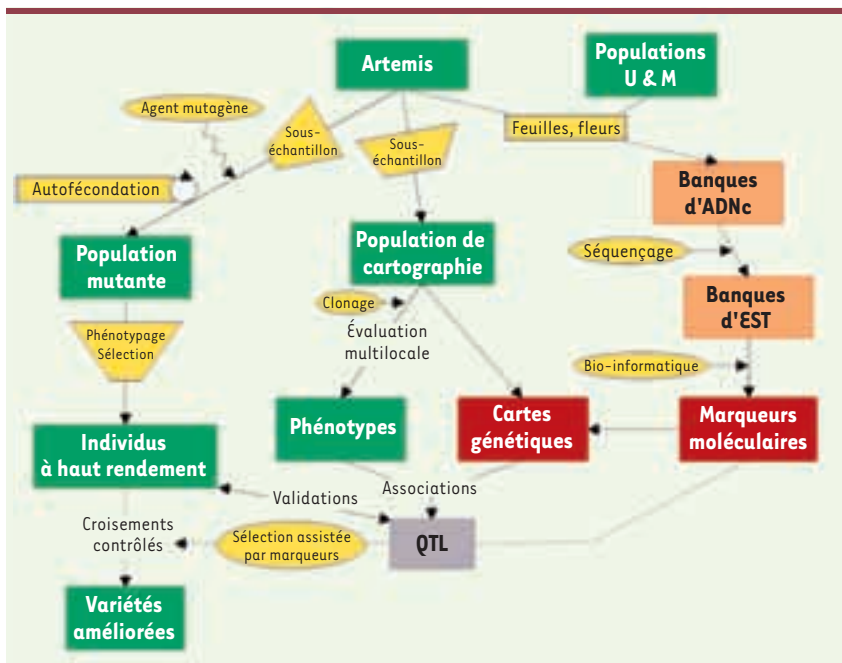 Artemis
Populations
U & M
Agent mutagène
Sous-
échantillon
Sous-
échantillon
Feuilles, fleurs
Autofécondation
Banques
d'ADNc
Population
mutante
Population de
cartographie
Séquençage
Clonage
Banques
d'EST
Phénotypage
Sélection
Évaluation
multilocale
Bio-informatique
Individus
à haut rendement
Phénotypes
Cartes
génétiques
Marqueurs
moléculaires
Validations
Associations
Croisements
contrôlés
Sélection assistée
par marqueurs
QTL
Variétés
améliorées